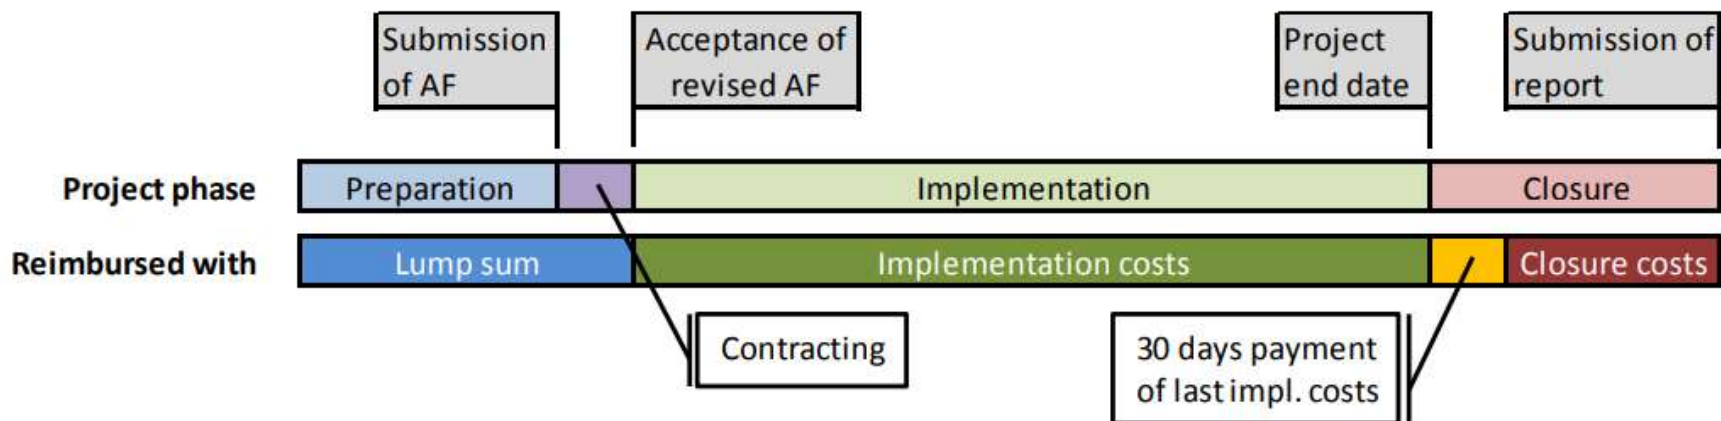 Submission
of AF
Acceptance of
revised AF
Project
end date
Submission of
report
Project phase
Preparation
Implementation
Closure
Reimbursed with
Lump sum
Implementation costs
Closure costs
Contracting
30 days payment
of last impl. costs